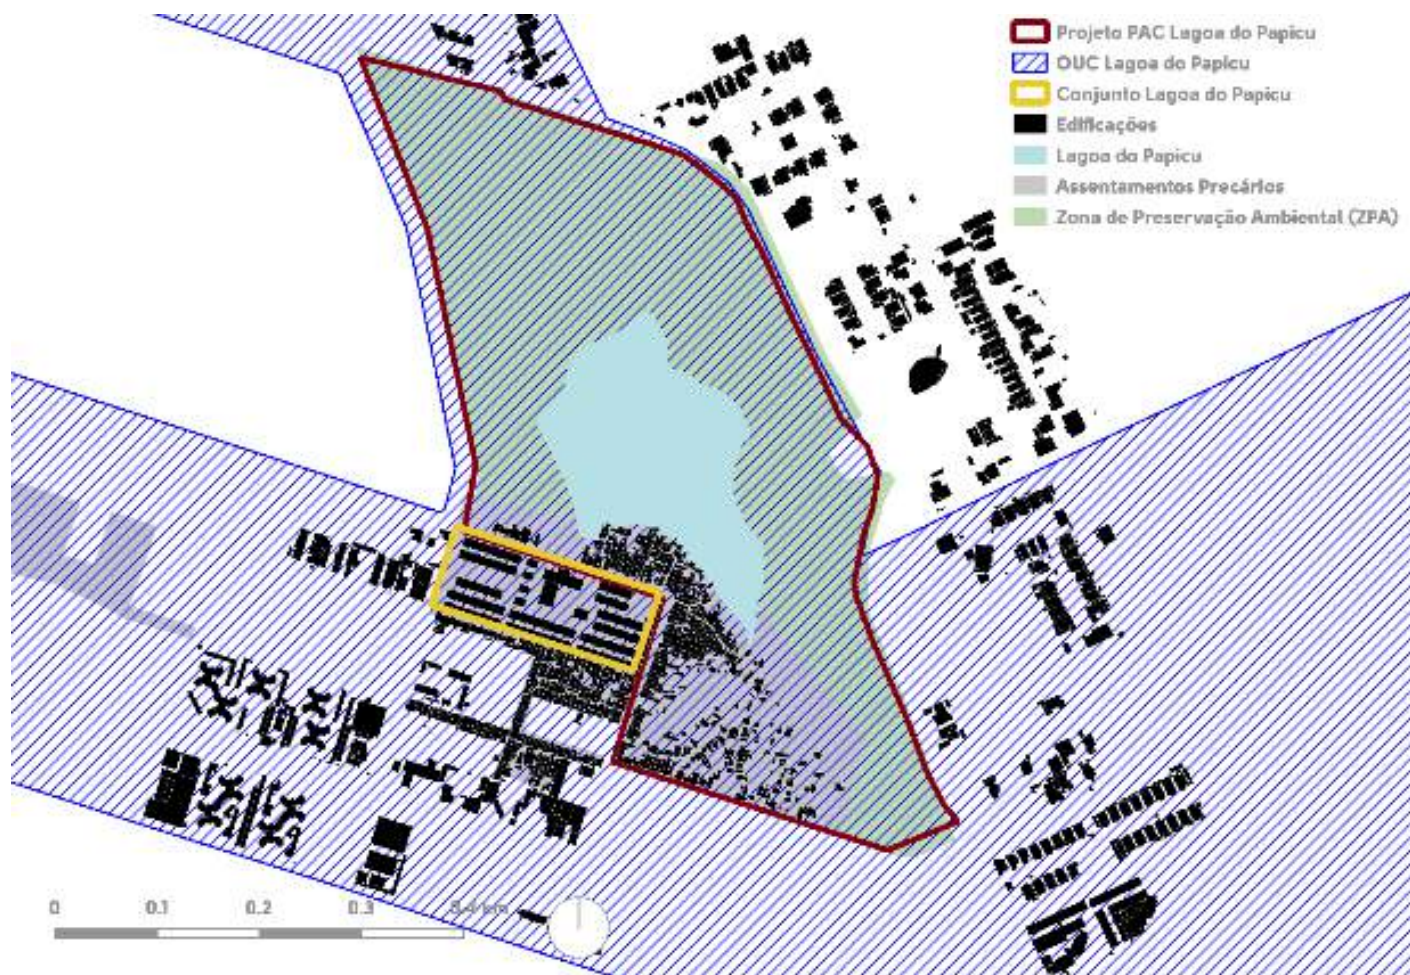 Projeto PAC Lagoa do Papicu
OUC Lagoa do Papicu
Conjunto Lagoa do Papicu
Edificações
Lagoa do Papicu
Assentamentos Precários
Zona de Preservação Ambiental (ZPA)
0 0.1 0.2 0.3 0.4 km